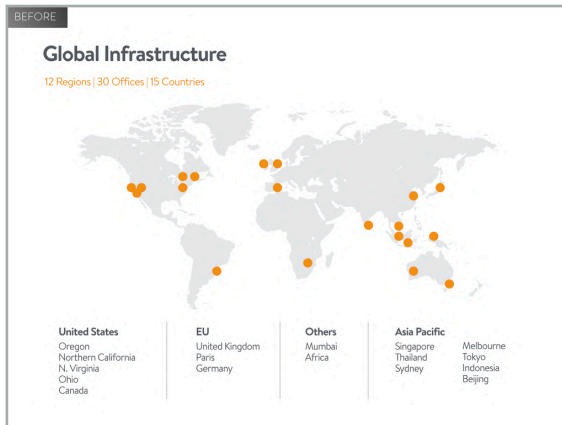 BEFORE
Global Infrastructure
12 Regions | 30 Offices | 15 Countries
United States
Oregon
Northern California
N. Virginia
Ohio
Canada
EU
United Kingdom
Paris
Germany
Others
Mumbai
Africa
Asia Pacific
Singapore
Thailand
Sydney
Melbourne
Tokyo
Indonesia
Beijing